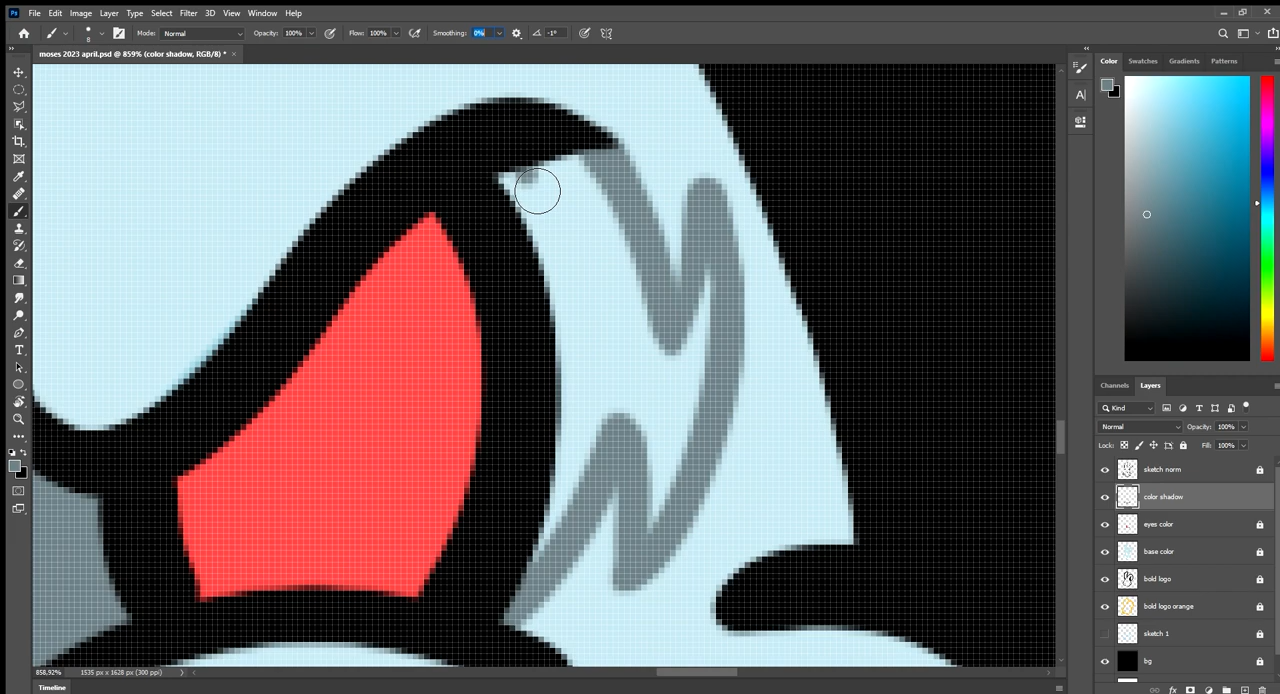 Ps File Edit Image Layer Type Select Filter 3D View Window Help
8 Mode: Normal Opacity: 100% Flow: 100% Smoothing: 0% -1°
moses 2023 april.psd @ 859% (color shadow, RGB/8) *
Color Swatches Gradients Patterns
Channels Layers
Kind
Normal Opacity: 100%
Lock: Fill: 100%
sketch norm
color shadow
eyes color
base color
bold logo
bold logo orange
sketch 1
bg
858.92% 1535 px x 1628 px (300 ppi)
Timeline